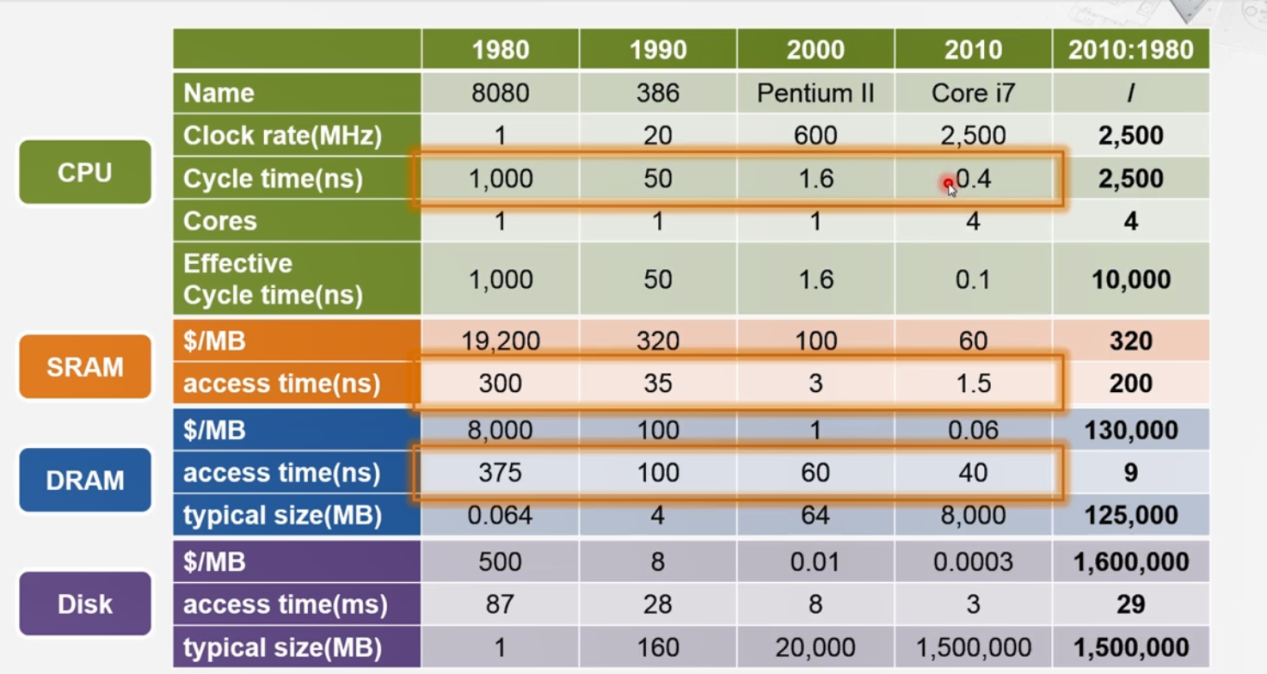 1980 1990 2000 2010 2010:1980
CPU
Name 8080 386 Pentium II Core i7 /
Clock rate(MHz) 1 20 600 2,500 2,500
Cycle time(ns) 1,000 50 1.6 0.4 2,500
Cores 1 1 1 4 4
Effective
Cycle time(ns) 1,000 50 1.6 0.1 10,000
SRAM
$/MB 19,200 320 100 60 320
access time(ns) 300 35 3 1.5 200
DRAM
$/MB 8,000 100 1 0.06 130,000
access time(ns) 375 100 60 40 9
typical size(MB) 0.064 4 64 8,000 125,000
Disk
$/MB 500 8 0.01 0.0003 1,600,000
access time(ms) 87 28 8 3 29
typical size(MB) 1 160 20,000 1,500,000 1,500,000